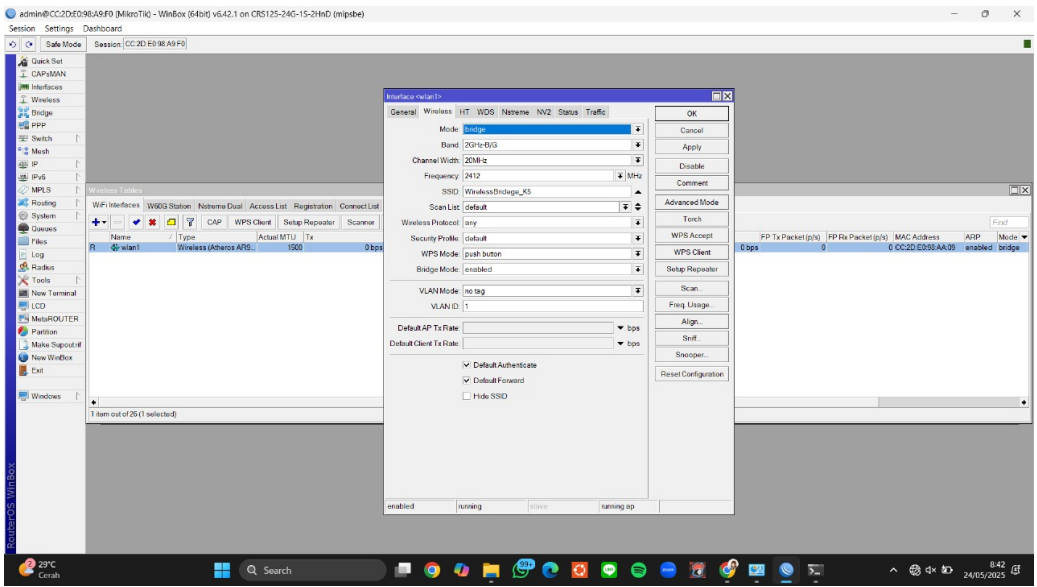 admin@CC:2D:E0:98:A9:F0 (MikroTik) - WinBox (64bit) v6.42.1 on CRS125-24G-1S-2HnD (mipsbe)
Session Settings Dashboard
Safe Mode Session: CC:2D:E0:98:A9:F0
Quick Set
CAPsMAN
Interfaces
Wireless
Bridge
PPP
Switch
Mesh
IP
IPv6
MPLS
Routing
System
Queues
Files
Log
Radius
Tools
New Terminal
LCD
MetaROUTER
Partition
Make Supout.rif
New WinBox
Exit
Windows
RouterOS WinBox
Wireless Tables
WiFi Interfaces W60G Station Nstreme Dual Access List Registration Connect List
CAP WPS Client Setup Repeater Scanner
Find
Name Type Actual MTU Tx FP Tx Packet (p/s) FP Rx Packet (p/s) MAC Address ARP Mode
R wlan1 Wireless (Atheros AR9... 1500 0 bps 0 bps 0 0 CC:2D:E0:98:AA:09 enabled bridge
1 item out of 26 (1 selected)
Interface <wlan1>
General Wireless HT WDS Nstreme NV2 Status Traffic
Mode: bridge
Band: 2GHz-B/G
Channel Width: 20MHz
Frequency: 2412 MHz
SSID: WirelessBridege_K5
Scan List: default
Wireless Protocol: any
Security Profile: default
WPS Mode: push button
Bridge Mode: enabled
VLAN Mode: no tag
VLAN ID: 1
Default AP Tx Rate: bps
Default Client Tx Rate: bps
Default Authenticate
Default Forward
Hide SSID
OK
Cancel
Apply
Disable
Comment
Advanced Mode
Torch
WPS Accept
WPS Client
Setup Repeater
Scan...
Freq. Usage...
Align...
Sniff...
Snooper...
Reset Configuration
enabled running slave running ap
29°C
Cerah
Search
99+
8:42
24/05/2025